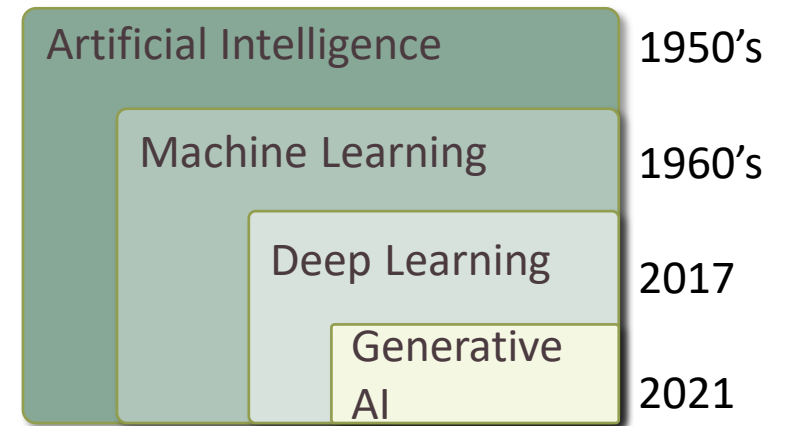 Artificial Intelligence 1950’s
Machine Learning 1960’s
Deep Learning 2017
Generative
AI 2021